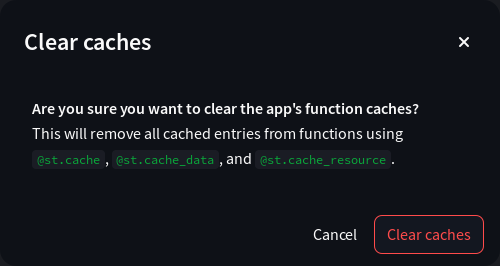 Clear caches
Are you sure you want to clear the app's function caches?
This will remove all cached entries from functions using
@st.cache , @st.cache_data , and @st.cache_resource .
Cancel Clear caches